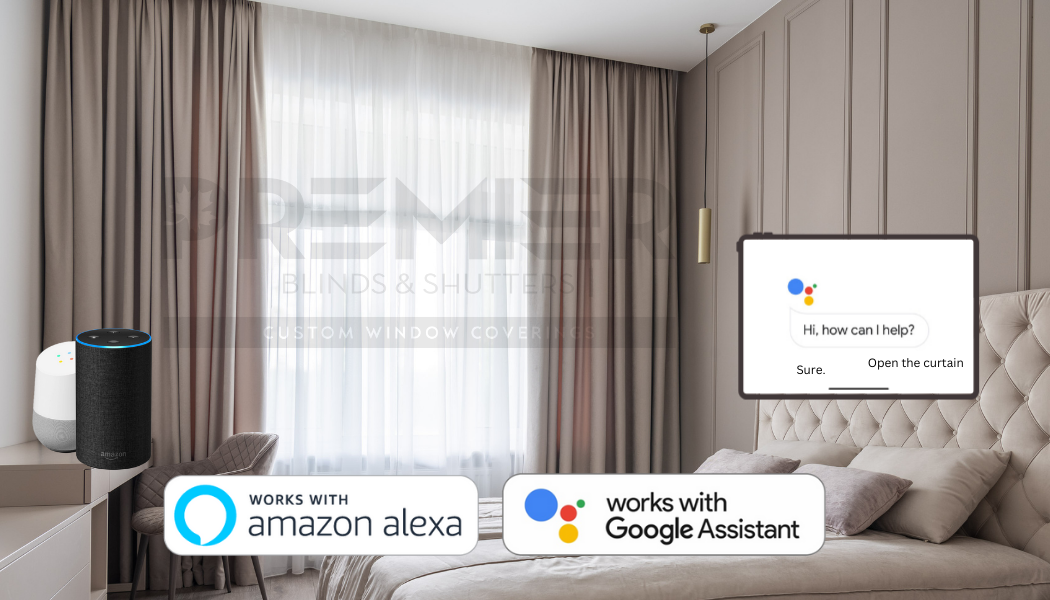 PREMIER
BLINDS & SHUTTERS
CUSTOM WINDOW COVERINGS
Hi, how can I help?
Open the curtain
Sure.
amazon
WORKS WITH
amazon alexa
works with
Google Assistant